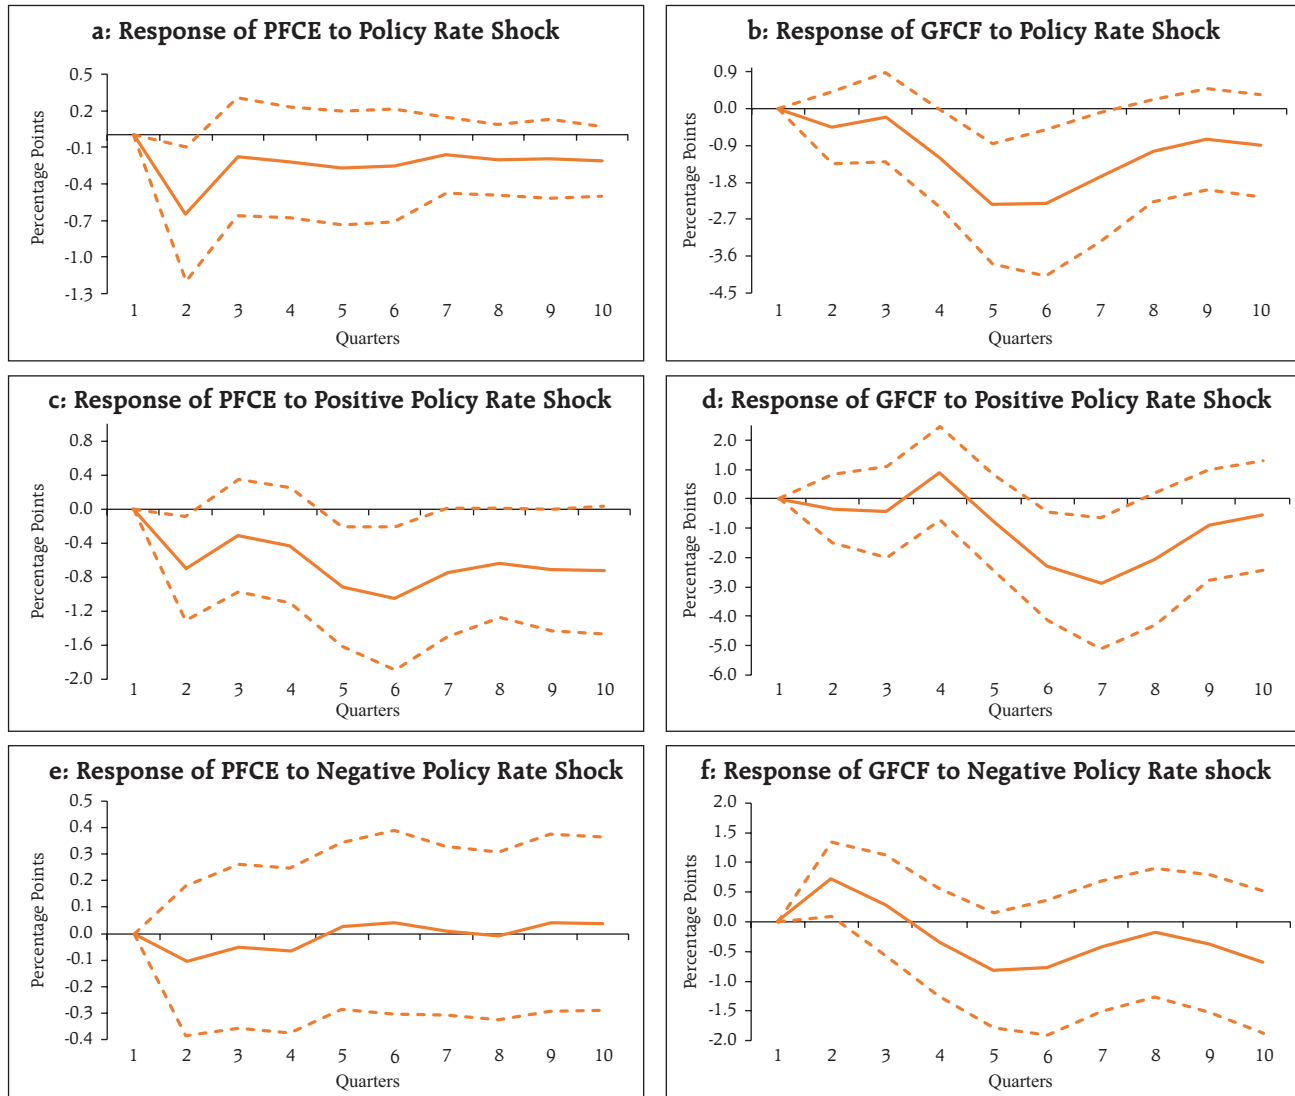 a: Response of PFCE to Policy Rate Shock
Percentage Points
0.5
0.2
-0.1
-0.4
-0.7
-1.0
-1.3
1 2 3 4 5 6 7 8 9 10
Quarters
b: Response of GFCF to Policy Rate Shock
Percentage Points
0.9
0.0
-0.9
-1.8
-2.7
-3.6
-4.5
1 2 3 4 5 6 7 8 9 10
Quarters
c: Response of PFCE to Positive Policy Rate Shock
Percentage Points
0.8
0.4
0.0
-0.4
-0.8
-1.2
-1.6
-2.0
1 2 3 4 5 6 7 8 9 10
Quarters
d: Response of GFCF to Positive Policy Rate Shock
Percentage Points
2.0
1.0
0.0
-1.0
-2.0
-3.0
-4.0
-5.0
-6.0
1 2 3 4 5 6 7 8 9 10
Quarters
e: Response of PFCE to Negative Policy Rate Shock
Percentage Points
0.5
0.4
0.3
0.2
0.1
0.0
-0.1
-0.2
-0.3
-0.4
1 2 3 4 5 6 7 8 9 10
Quarters
f: Response of GFCF to Negative Policy Rate shock
Percentage Points
2.0
1.5
1.0
0.5
0.0
-0.5
-1.0
-1.5
-2.0
1 2 3 4 5 6 7 8 9 10
Quarters